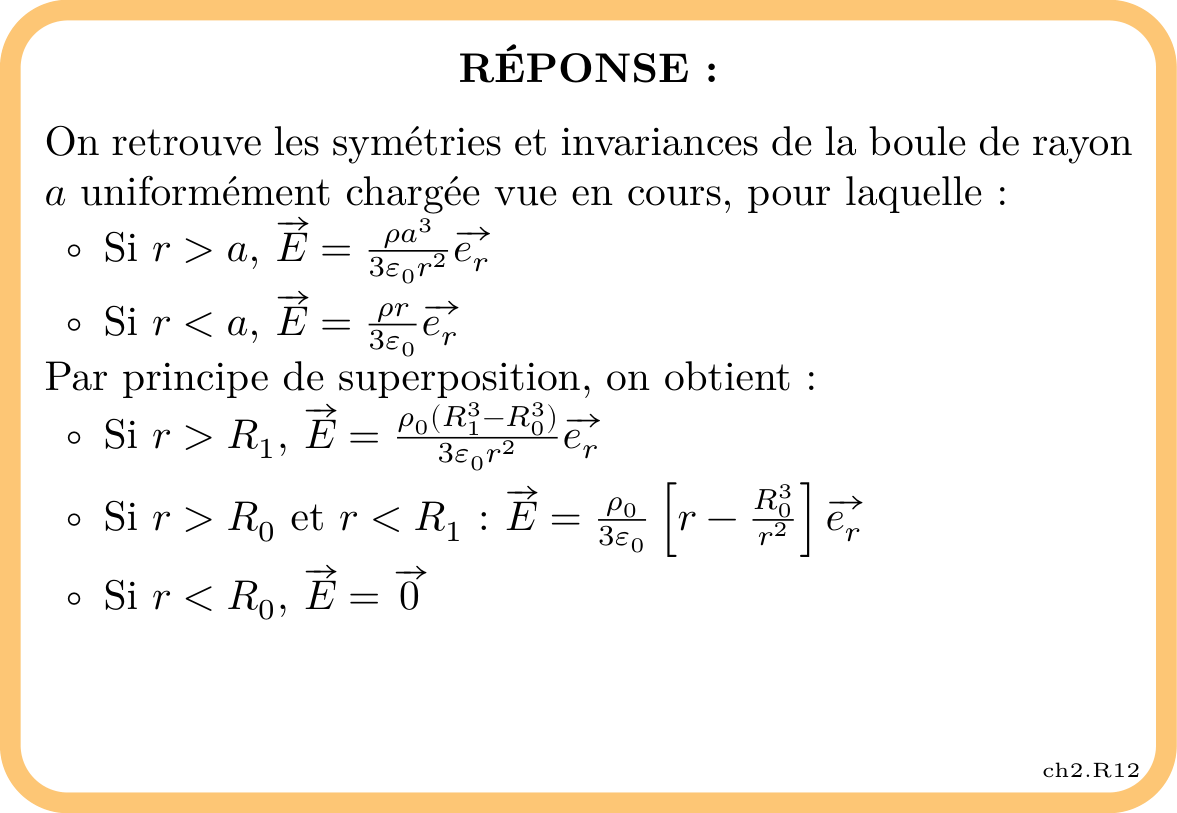 RÉPONSE :
On retrouve les symétries et invariances de la boule de rayon
$a$ uniformément chargée vue en cours, pour laquelle :
∘ Si $r > a$, $\overrightarrow{E} = \frac{\rho a^3}{3\varepsilon_0 r^2}\overrightarrow{e_r}$
∘ Si $r < a$, $\overrightarrow{E} = \frac{\rho r}{3\varepsilon_0}\overrightarrow{e_r}$
Par principe de superposition, on obtient :
∘ Si $r > R_1$, $\overrightarrow{E} = \frac{\rho_0(R_1^3 - R_0^3)}{3\varepsilon_0 r^2}\overrightarrow{e_r}$
∘ Si $r > R_0$ et $r < R_1$ : $\overrightarrow{E} = \frac{\rho_0}{3\varepsilon_0}\left[r - \frac{R_0^3}{r^2}\right]\overrightarrow{e_r}$
∘ Si $r < R_0$, $\overrightarrow{E} = \overrightarrow{0}$
ch2.R12